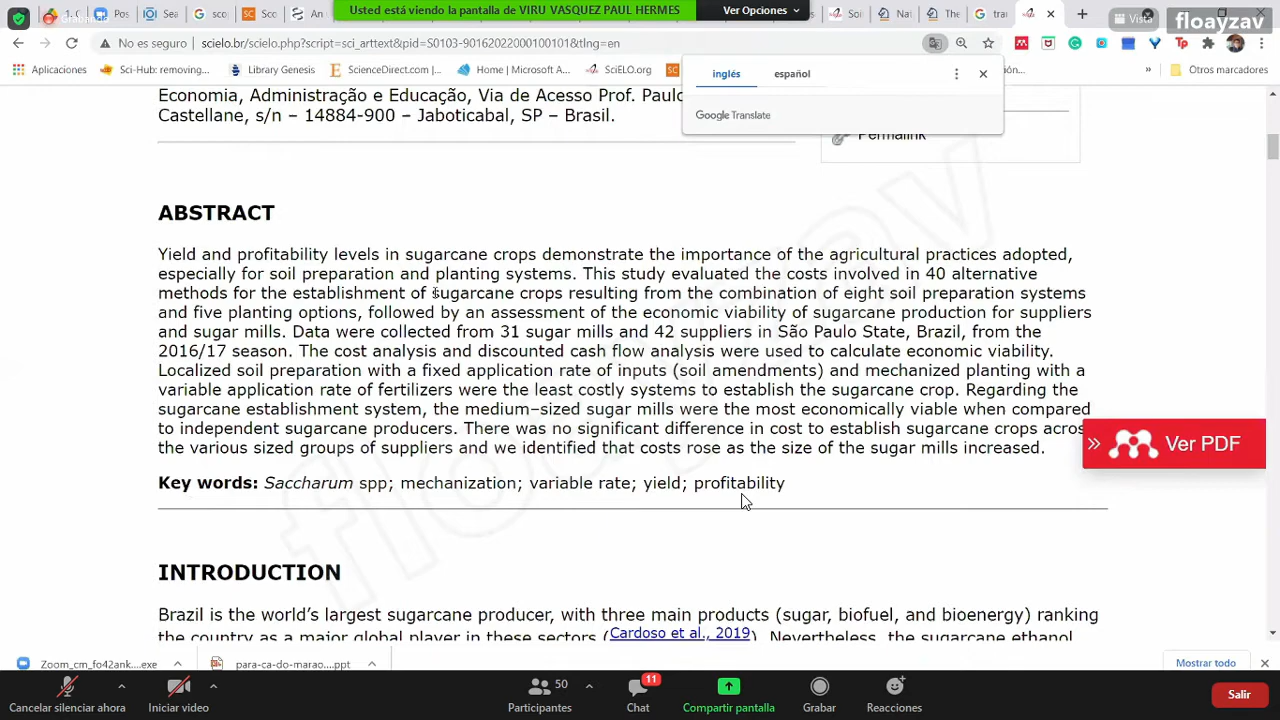 Usted está viendo la pantalla de VIRU VASQUEZ PAUL HERMES
Ver Opciones
Vista
floayzav
No es seguro
scielo.br/scielo.php?script=sci_arttext&pid=S0103-90162020000101&tlng=en
Aplicaciones
Sci-Hub: removing...
Library Genesis
ScienceDirect.com |...
Home | Microsoft A...
SciELO.org
Otros marcadores
inglés
español
Google Translate
Permalink
Economia, Administração e Educação, Via de Acesso Prof. Paulo
Castellane, s/n – 14884-900 – Jaboticabal, SP – Brasil.
ABSTRACT
Yield and profitability levels in sugarcane crops demonstrate the importance of the agricultural practices adopted,
especially for soil preparation and planting systems. This study evaluated the costs involved in 40 alternative
methods for the establishment of sugarcane crops resulting from the combination of eight soil preparation systems
and five planting options, followed by an assessment of the economic viability of sugarcane production for suppliers
and sugar mills. Data were collected from 31 sugar mills and 42 suppliers in São Paulo State, Brazil, from the
2016/17 season. The cost analysis and discounted cash flow analysis were used to calculate economic viability.
Localized soil preparation with a fixed application rate of inputs (soil amendments) and mechanized planting with a
variable application rate of fertilizers were the least costly systems to establish the sugarcane crop. Regarding the
sugarcane establishment system, the medium–sized sugar mills were the most economically viable when compared
to independent sugarcane producers. There was no significant difference in cost to establish sugarcane crops across
the various sized groups of suppliers and we identified that costs rose as the size of the sugar mills increased.
Ver PDF
Key words: Saccharum spp; mechanization; variable rate; yield; profitability
INTRODUCTION
Brazil is the world's largest sugarcane producer, with three main products (sugar, biofuel, and bioenergy) ranking
the country as a major global player in these sectors (Cardoso et al., 2019). Nevertheless, the sugarcane ethanol
Zoom_cm_fo42ank....exe
para-ca-do-marao....ppt
Mostrar todo
Cancelar silenciar ahora
Iniciar video
50
Participantes
11
Chat
Compartir pantalla
Grabar
Reacciones
Salir